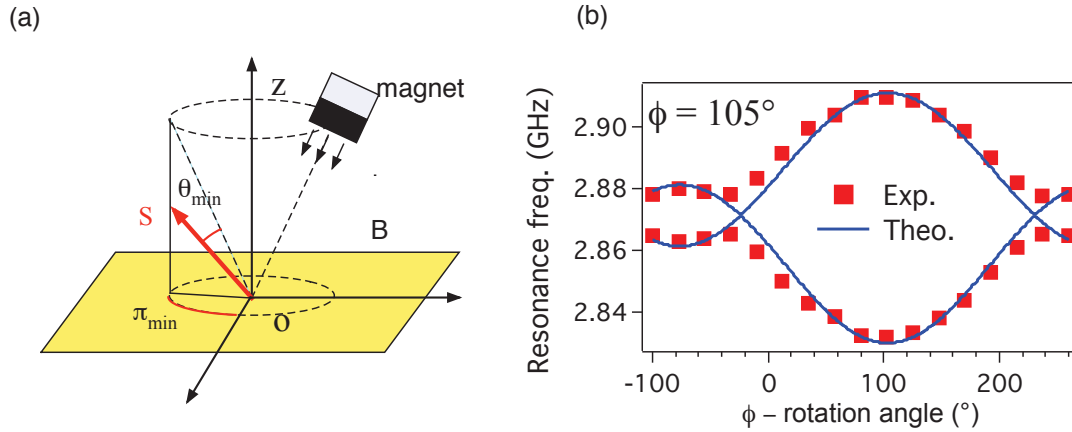 (a)
z
magnet
θmin
S
B
πmin
O
(b)
Resonance freq. (GHz)
2.90
2.88
2.86
2.84
ϕ = 105°
Exp.
Theo.
-100
0
100
200
ϕ – rotation angle (°)